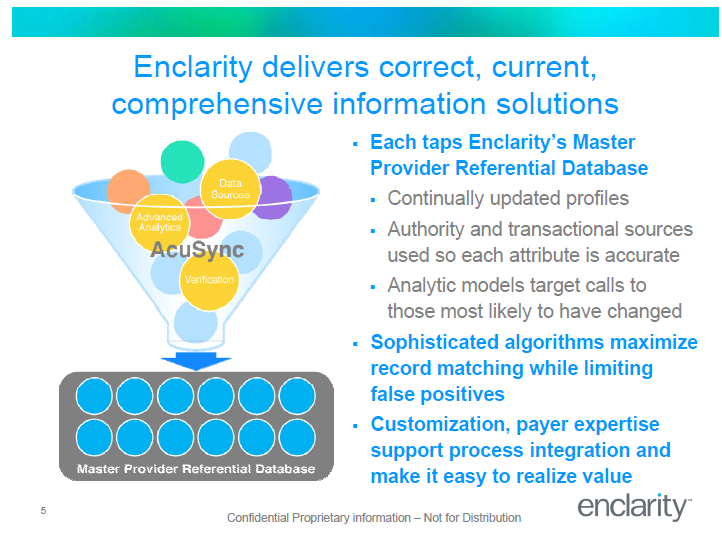 Enclarity delivers correct, current,
comprehensive information solutions
Data
Sources
Advanced
Analytics
AcuSync
Verification
Master Provider Referential Database
▪ Each taps Enclarity’s Master
Provider Referential Database
▪ Continually updated profiles
▪ Authority and transactional sources
used so each attribute is accurate
▪ Analytic models target calls to
those most likely to have changed
▪ Sophisticated algorithms maximize
record matching while limiting
false positives
▪ Customization, payer expertise
support process integration and
make it easy to realize value
5
Confidential Proprietary information – Not for Distribution
enclarity™